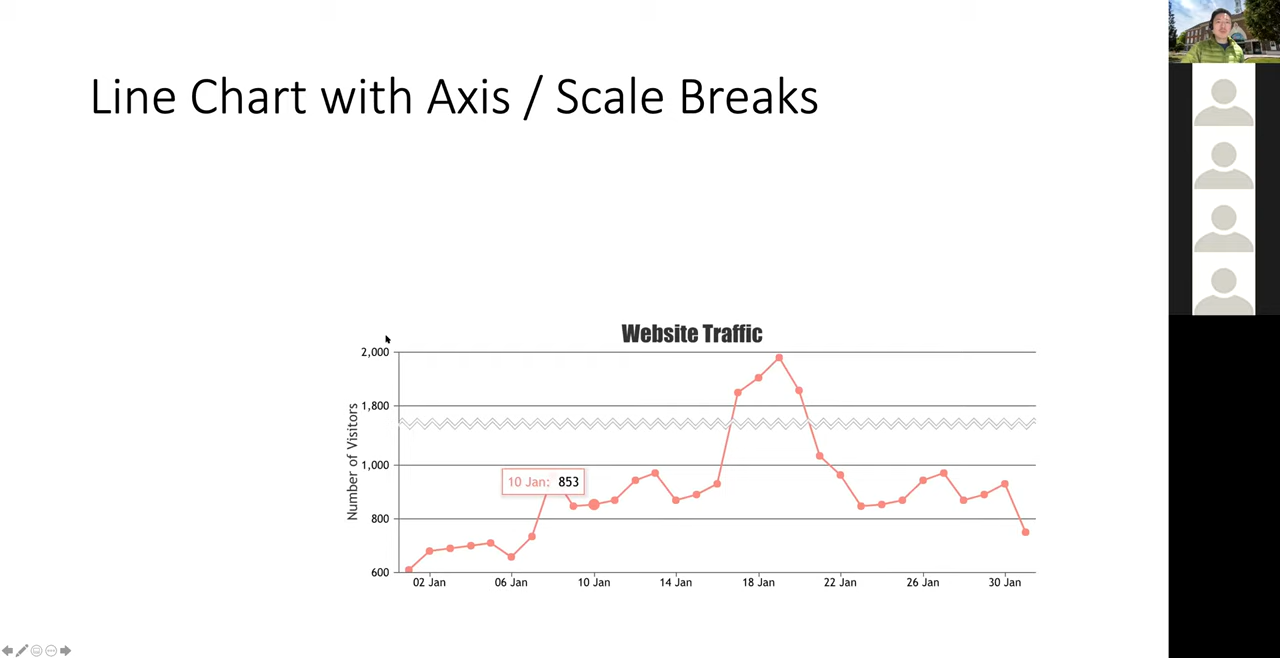 Line Chart with Axis / Scale Breaks
Website Traffic
Number of Visitors
2,000
1,800
1,000
800
600
10 Jan: 853
02 Jan 06 Jan 10 Jan 14 Jan 18 Jan 22 Jan 26 Jan 30 Jan